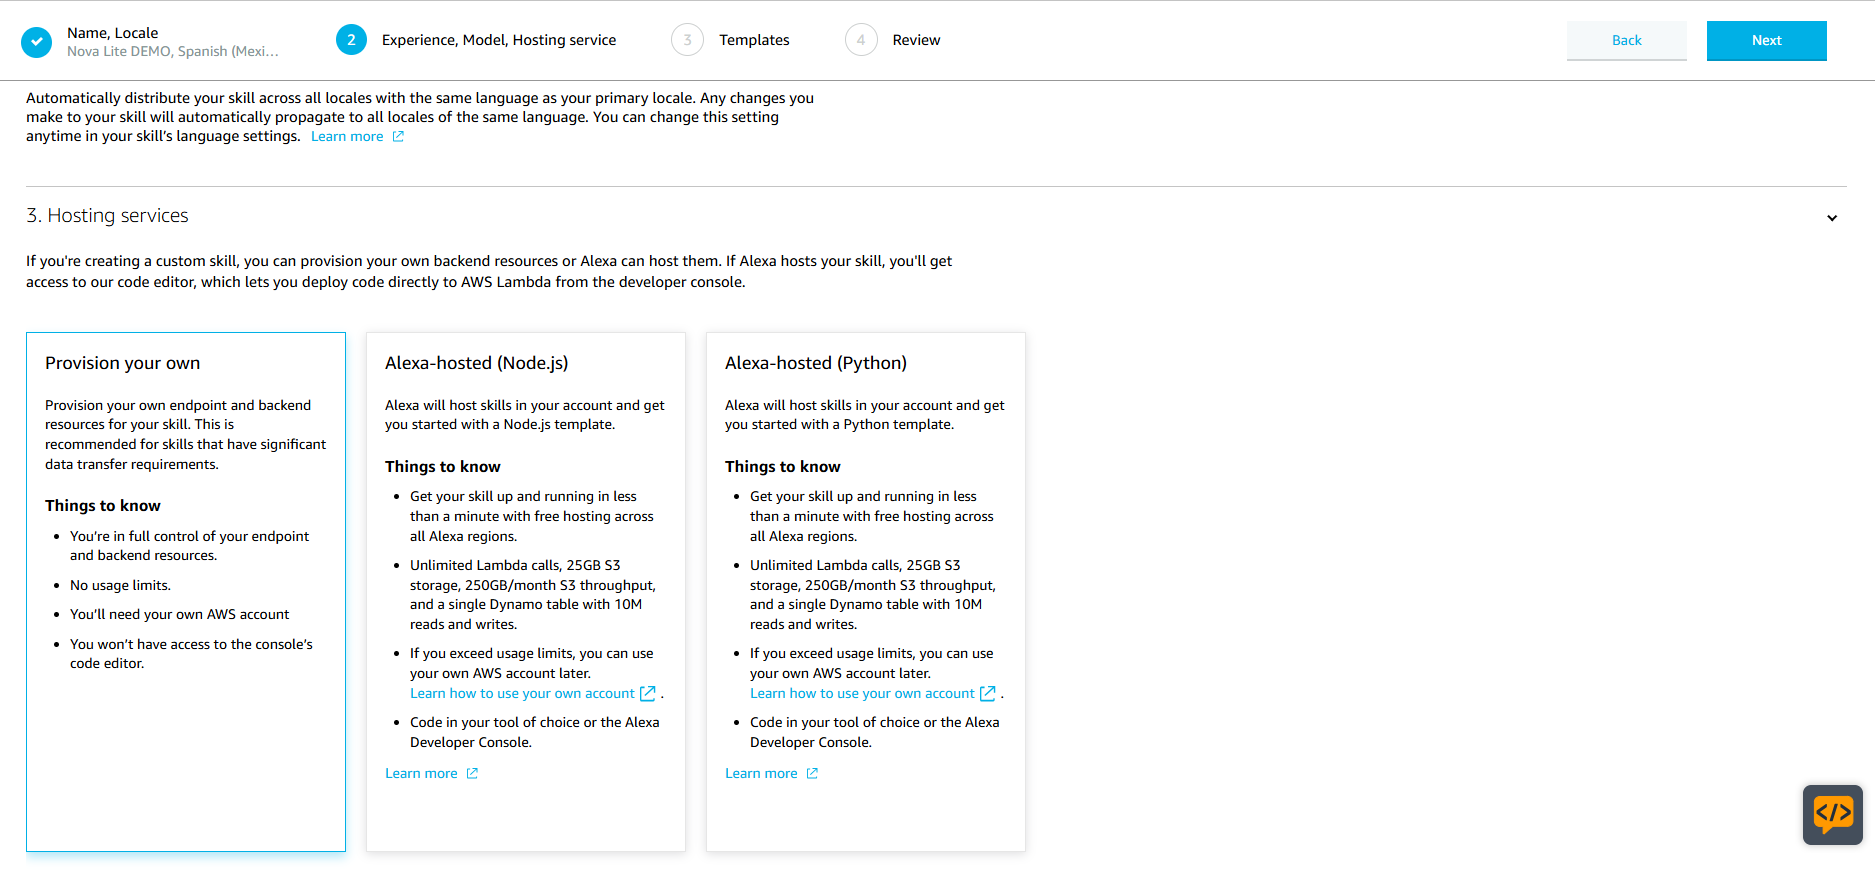 Name, Locale
Nova Lite DEMO, Spanish (Mexi...
2
Experience, Model, Hosting service
3
Templates
4
Review
Back
Next
Automatically distribute your skill across all locales with the same language as your primary locale. Any changes you
make to your skill will automatically propagate to all locales of the same language. You can change this setting
anytime in your skill's language settings. Learn more
3. Hosting services
If you're creating a custom skill, you can provision your own backend resources or Alexa can host them. If Alexa hosts your skill, you'll get
access to our code editor, which lets you deploy code directly to AWS Lambda from the developer console.
Provision your own
Provision your own endpoint and backend
resources for your skill. This is
recommended for skills that have significant
data transfer requirements.
Things to know
• You're in full control of your endpoint
and backend resources.
• No usage limits.
• You'll need your own AWS account
• You won't have access to the console's
code editor.
Alexa-hosted (Node.js)
Alexa will host skills in your account and get
you started with a Node.js template.
Things to know
• Get your skill up and running in less
than a minute with free hosting across
all Alexa regions.
• Unlimited Lambda calls, 25GB S3
storage, 250GB/month S3 throughput,
and a single Dynamo table with 10M
reads and writes.
• If you exceed usage limits, you can use
your own AWS account later.
Learn how to use your own account .
• Code in your tool of choice or the Alexa
Developer Console.
Learn more
Alexa-hosted (Python)
Alexa will host skills in your account and get
you started with a Python template.
Things to know
• Get your skill up and running in less
than a minute with free hosting across
all Alexa regions.
• Unlimited Lambda calls, 25GB S3
storage, 250GB/month S3 throughput,
and a single Dynamo table with 10M
reads and writes.
• If you exceed usage limits, you can use
your own AWS account later.
Learn how to use your own account .
• Code in your tool of choice or the Alexa
Developer Console.
Learn more
</>